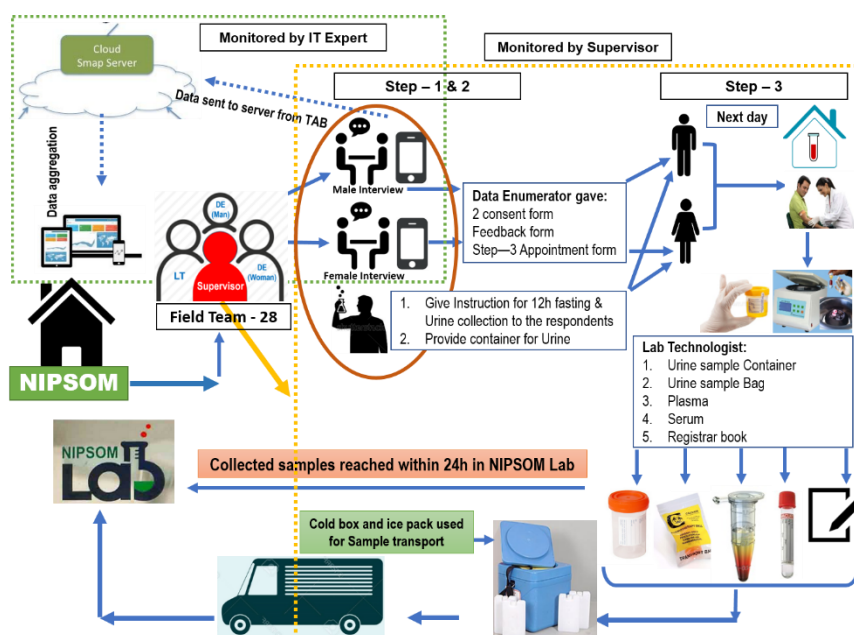 Cloud
Smap Server
Monitored by IT Expert
Monitored by Supervisor
Step – 1 & 2
Step – 3
Data sent to server from TAB
Next day
Data aggregation
Male Interview
Data Enumerator gave:
2 consent form
Feedback form
Step—3 Appointment form
DE
(Man)
LT
DE
(Woman)
Supervisor
Female Interview
Field Team - 28
1. Give Instruction for 12h fasting &
Urine collection to the respondents
2. Provide container for Urine
NIPSOM
Lab Technologist:
1. Urine sample Container
2. Urine sample Bag
3. Plasma
4. Serum
5. Registrar book
NIPSOM
Lab
Collected samples reached within 24h in NIPSOM Lab
Cold box and ice pack used
for Sample transport